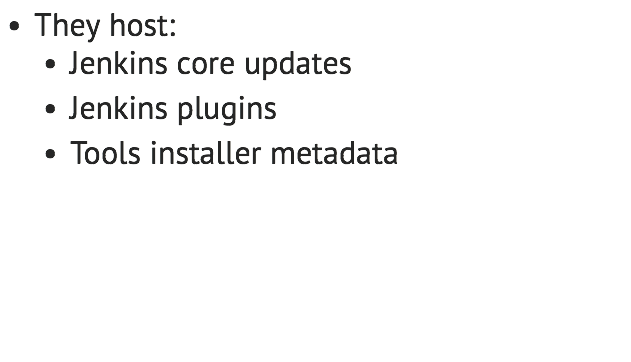 • They host:
• Jenkins core updates
• Jenkins plugins
• Tools installer metadata